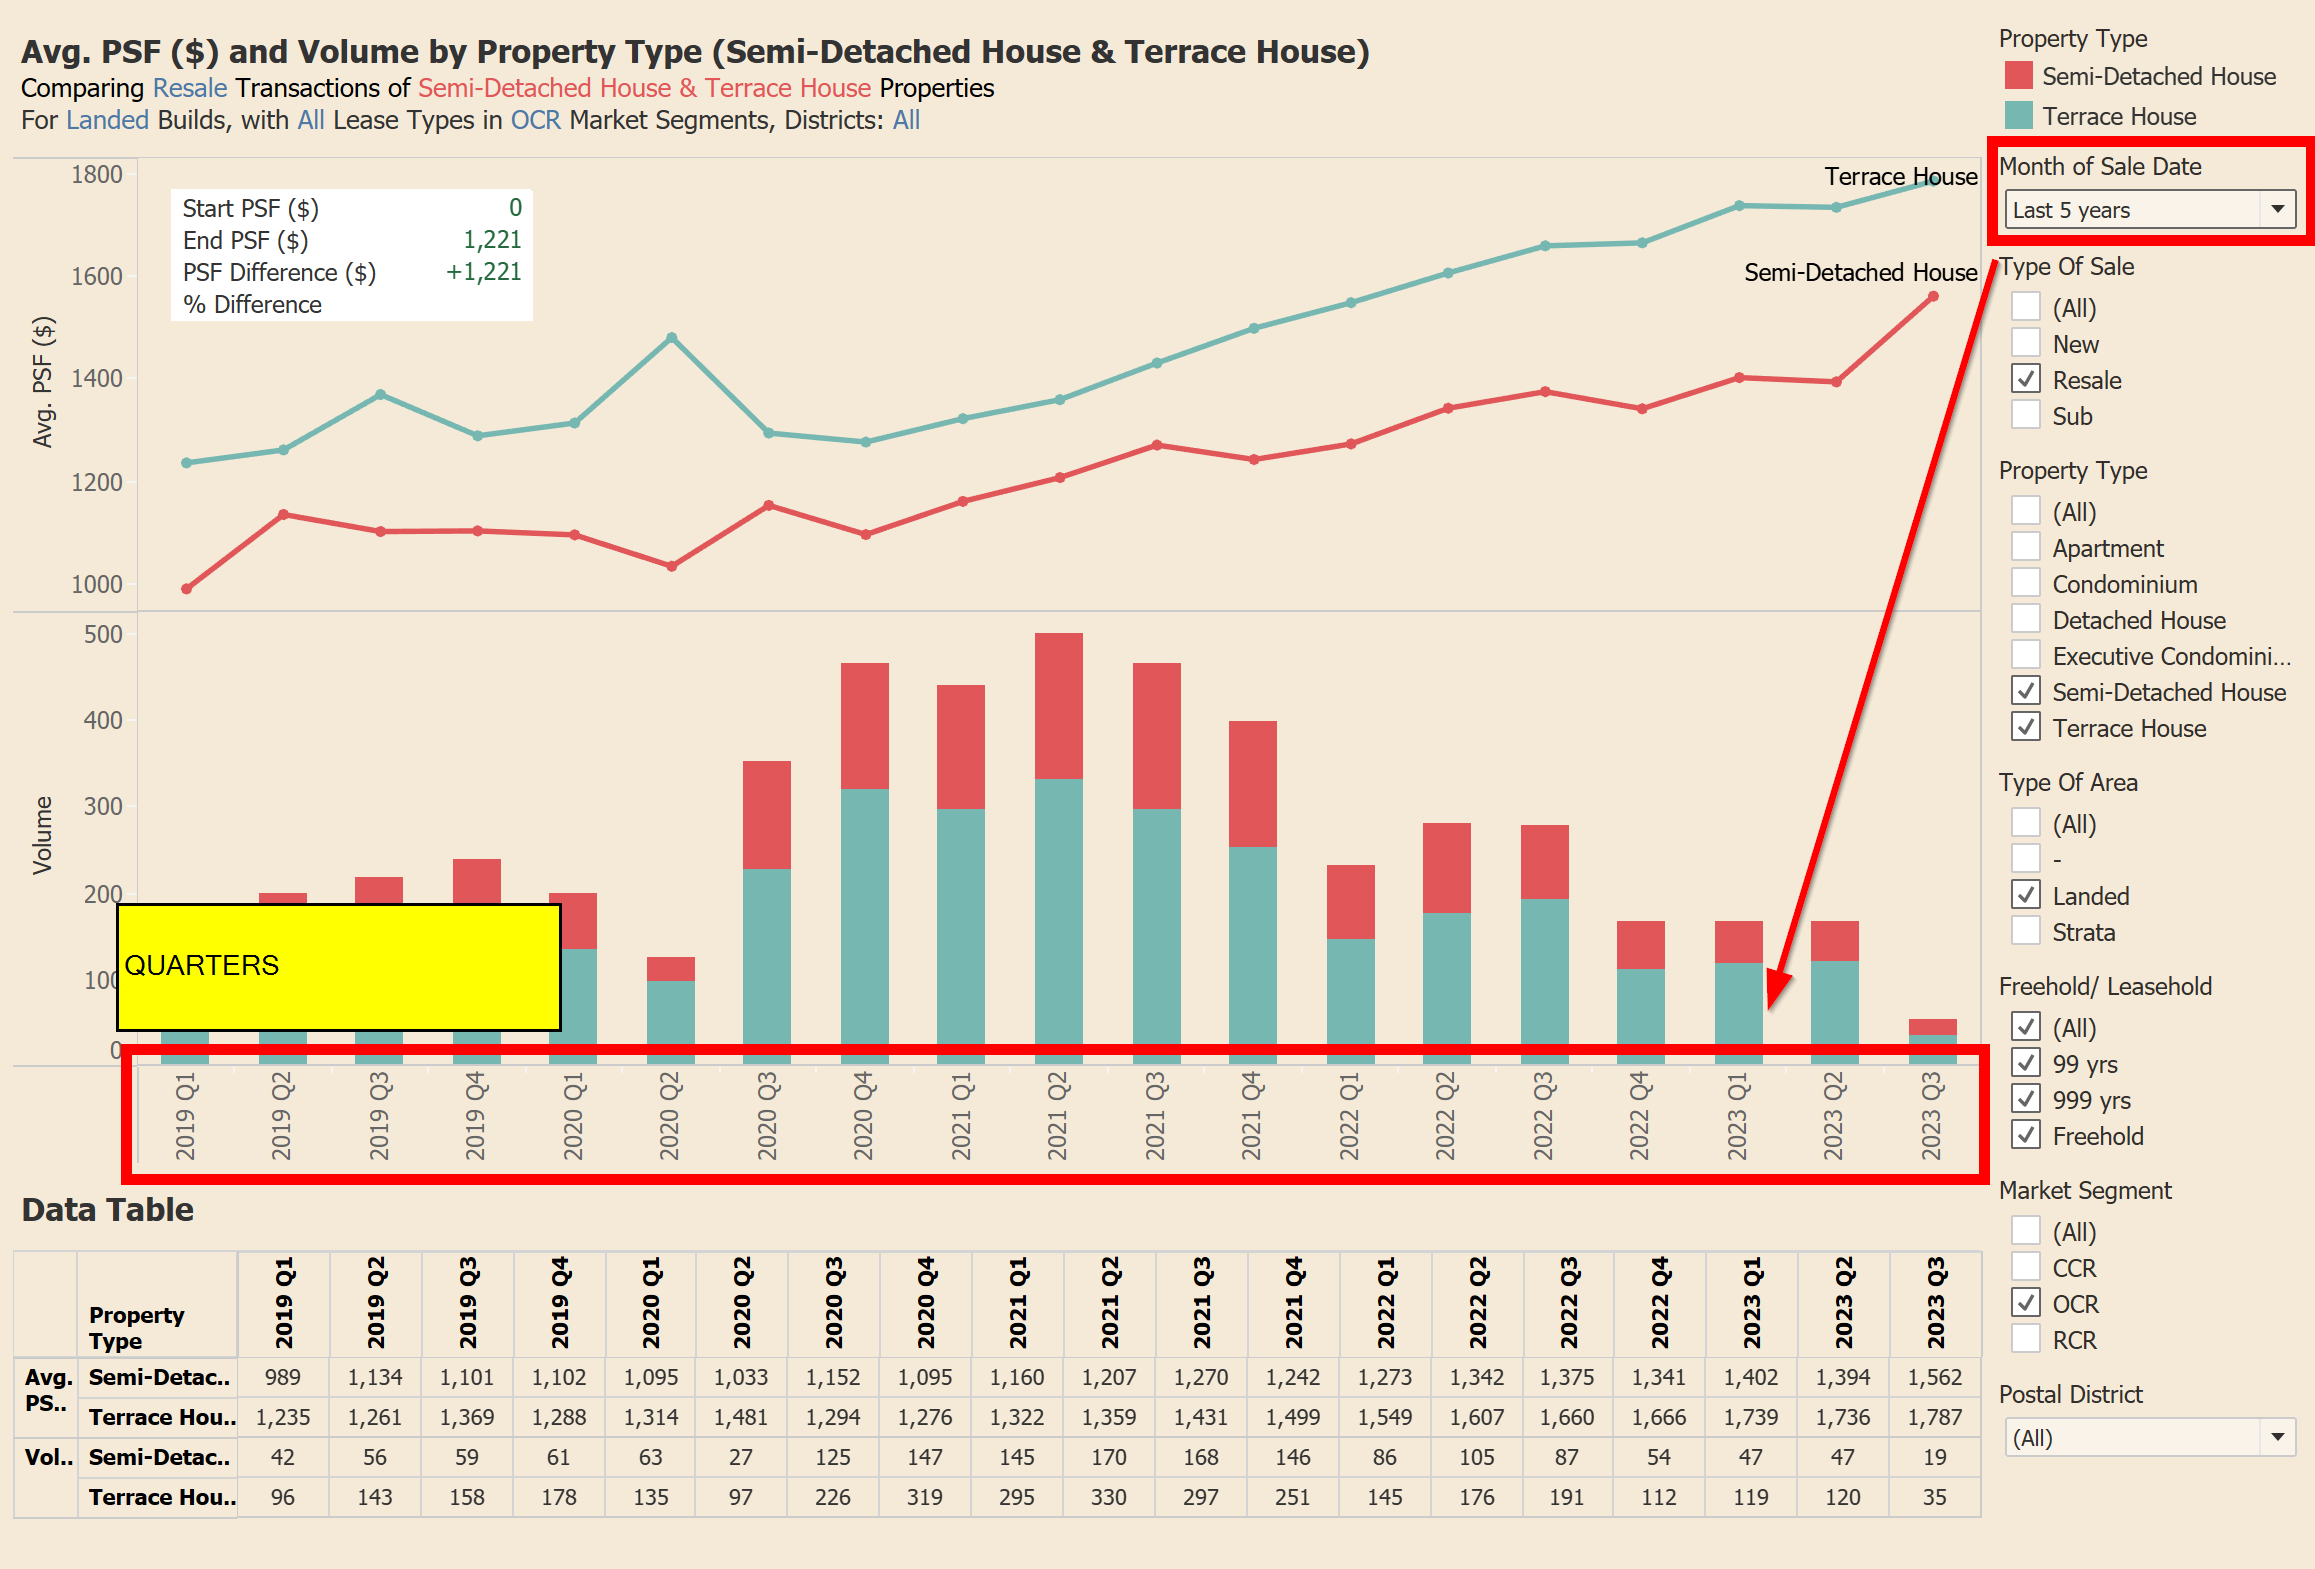 Avg. PSF ($) and Volume by Property Type (Semi-Detached House & Terrace House)
Comparing Resale Transactions of Semi-Detached House & Terrace House Properties
For Landed Builds, with All Lease Types in OCR Market Segments, Districts: All
1800
1600
1400
1200
1000
Avg. PSF ($)
Start PSF ($) 0
End PSF ($) 1,221
PSF Difference ($) +1,221
% Difference
Terrace House
Semi-Detached House
500
400
300
200
100
0
Volume
QUARTERS
2019 Q1 2019 Q2 2019 Q3 2019 Q4 2020 Q1 2020 Q2 2020 Q3 2020 Q4 2021 Q1 2021 Q2 2021 Q3 2021 Q4 2022 Q1 2022 Q2 2022 Q3 2022 Q4 2023 Q1 2023 Q2 2023 Q3
Data Table
Property
Type
2019 Q1 2019 Q2 2019 Q3 2019 Q4 2020 Q1 2020 Q2 2020 Q3 2020 Q4 2021 Q1 2021 Q2 2021 Q3 2021 Q4 2022 Q1 2022 Q2 2022 Q3 2022 Q4 2023 Q1 2023 Q2 2023 Q3
Avg.
PS..
Semi-Detac.. 989 1,134 1,101 1,102 1,095 1,033 1,152 1,095 1,160 1,207 1,270 1,242 1,273 1,342 1,375 1,341 1,402 1,394 1,562
Terrace Hou.. 1,235 1,261 1,369 1,288 1,314 1,481 1,294 1,276 1,322 1,359 1,431 1,499 1,549 1,607 1,660 1,666 1,739 1,736 1,787
Vol.. Semi-Detac.. 42 56 59 61 63 27 125 147 145 170 168 146 86 105 87 54 47 47 19
Terrace Hou.. 96 143 158 178 135 97 226 319 295 330 297 251 145 176 191 112 119 120 35
Property Type
Semi-Detached House
Terrace House
Month of Sale Date
Last 5 years
Type Of Sale
(All)
New
Resale
Sub
Property Type
(All)
Apartment
Condominium
Detached House
Executive Condomini...
Semi-Detached House
Terrace House
Type Of Area
(All)
-
Landed
Strata
Freehold/ Leasehold
(All)
99 yrs
999 yrs
Freehold
Market Segment
(All)
CCR
OCR
RCR
Postal District
(All)